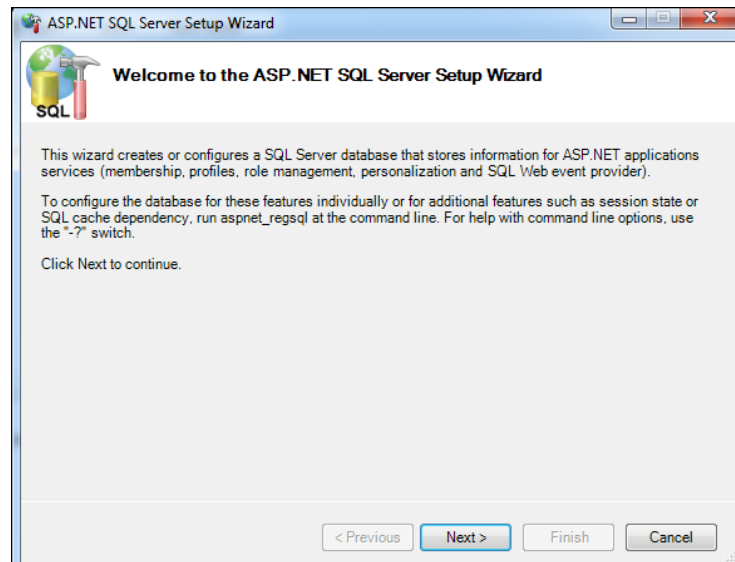 ASP.NET SQL Server Setup Wizard
Welcome to the ASP.NET SQL Server Setup Wizard
SQL
This wizard creates or configures a SQL Server database that stores information for ASP.NET applications
services (membership, profiles, role management, personalization and SQL Web event provider).
To configure the database for these features individually or for additional features such as session state or
SQL cache dependency, run aspnet_regsql at the command line. For help with command line options, use
the "-?" switch.
Click Next to continue.
< Previous Next > Finish Cancel